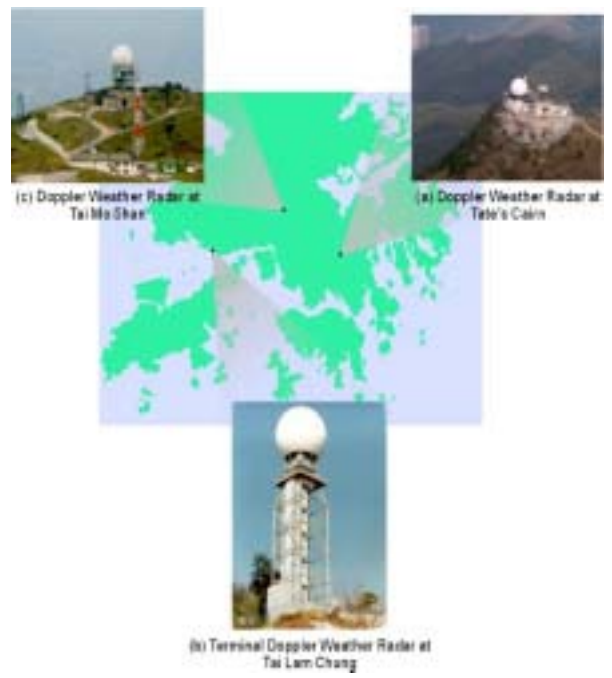 (c) Doppler Weather Radar at
Tai Mo Shan
(a) Doppler Weather Radar at
Tate's Cairn
(b) Terminal Doppler Weather Radar at
Tai Lam Chung